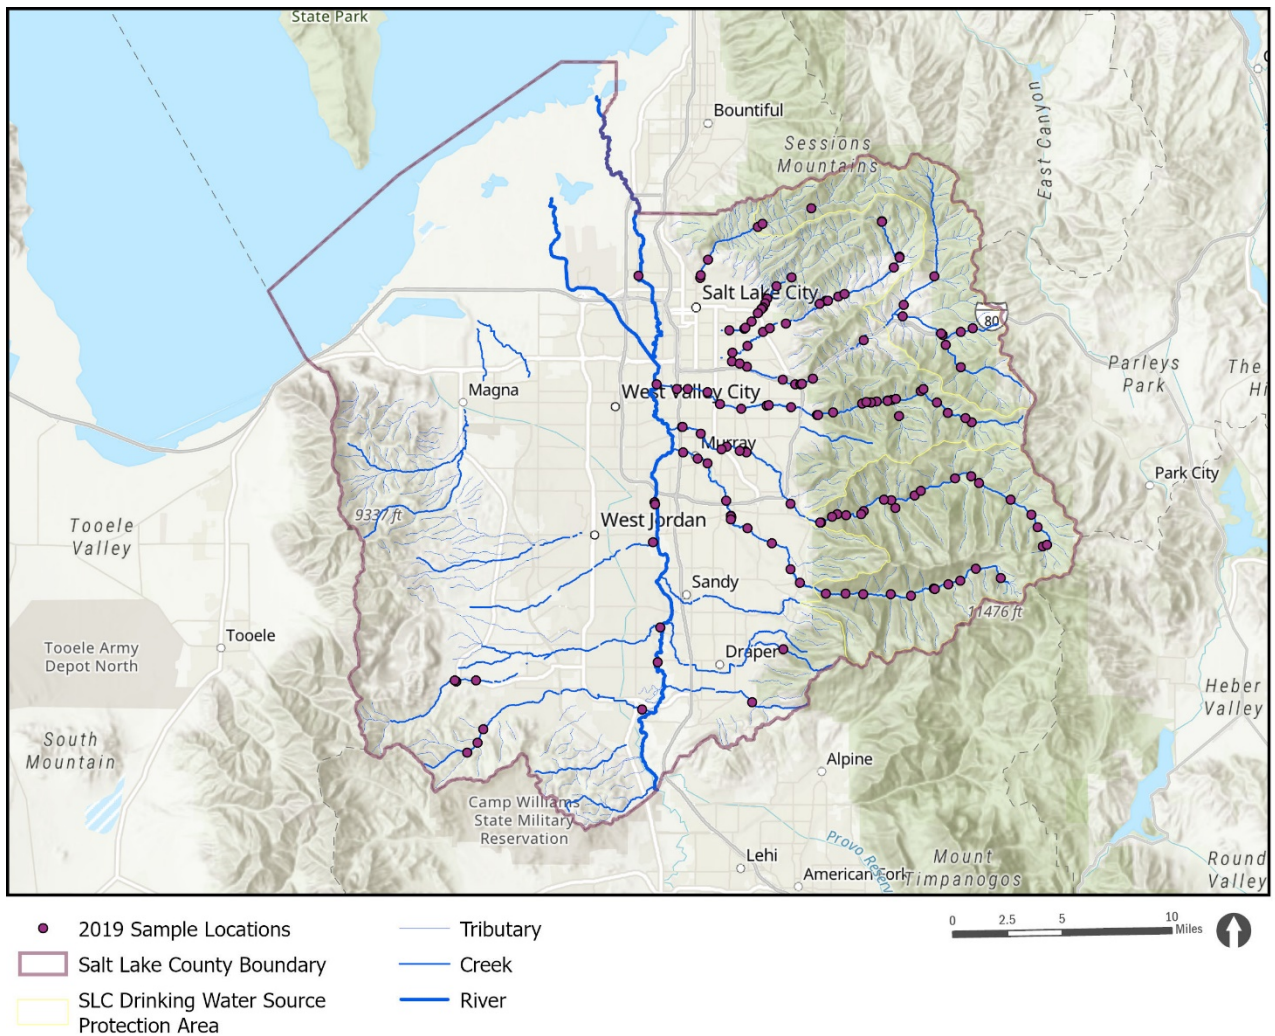 State Park
Bountiful
Sessions
Mountains
East Canyon
Salt Lake City
80
Parleys
Park
The
Hi
Magna
West Valley City
Murray
Park City
9337 ft
Tooele
Valley
West Jordan
Sandy
11476 ft
Tooele Army
Depot North
Tooele
Draper
Heber
Valley
South
Mountain
Alpine
Camp Williams
State Military
Reservation
Provo Reserv
Lehi
American Fork
Mount
Timpanogos
Round
Valley
2019 Sample Locations
Salt Lake County Boundary
SLC Drinking Water Source
Protection Area
Tributary
Creek
River
0 2.5 5 10
Miles